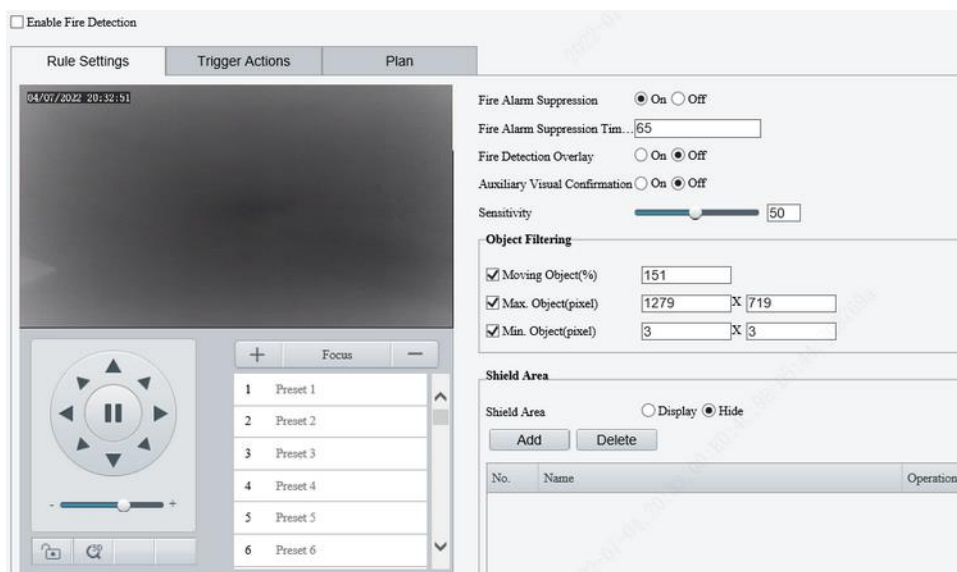 Enable Fire Detection
Rule Settings Trigger Actions Plan
04/07/2022 20:32:51
Fire Alarm Suppression On Off
Fire Alarm Suppression Tim... 65
Fire Detection Overlay On Off
Auxiliary Visual Confirmation On Off
Sensitivity 50
Object Filtering
Moving Object(%) 151
Max. Object(pixel) 1279 X 719
Min. Object(pixel) 3 X 3
+ Focus −
1 Preset 1
2 Preset 2
3 Preset 3
4 Preset 4
5 Preset 5
6 Preset 6
- +
Shield Area
Shield Area Display Hide
Add Delete
No. Name Operation